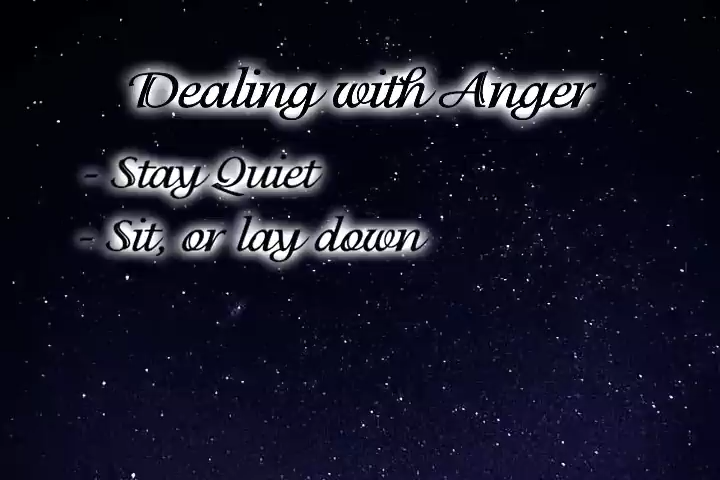 Dealing with Anger
- Stay Quiet
- Sit, or lay down